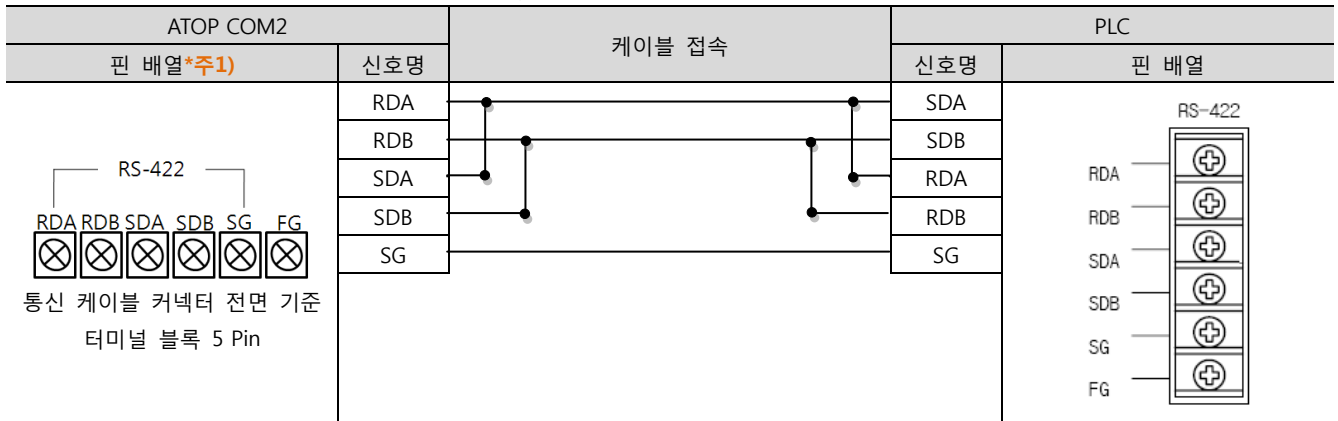 ATOP COM2 케이블 접속 PLC
핀 배열*주1) 신호명 신호명 핀 배열
RDA SDA
RDB SDB
SDA RDA
SDB RDB
SG SG
RS-422
RDA RDB SDA SDB SG FG
통신 케이블 커넥터 전면 기준
터미널 블록 5 Pin
RS-422
RDA
RDB
SDA
SDB
SG
FG